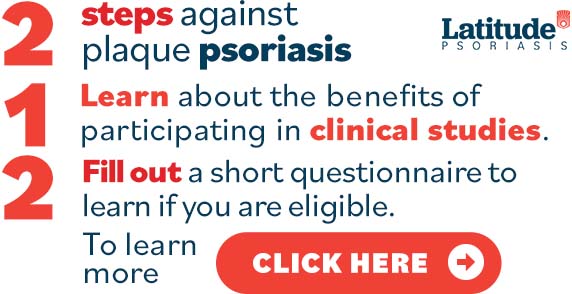 2 steps against
plaque psoriasis
Latitude
PSORIASIS
1 Learn about the benefits of
participating in clinical studies.
2 Fill out a short questionnaire to
learn if you are eligible.
To learn
more
CLICK HERE